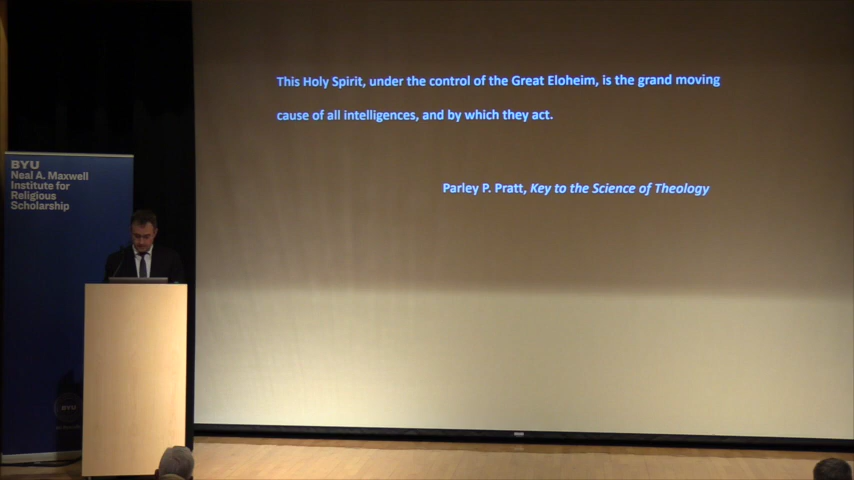 This Holy Spirit, under the control of the Great Eloheim, is the grand moving
cause of all intelligences, and by which they act.
Parley P. Pratt, Key to the Science of Theology
BYU
Neal A. Maxwell
Institute for
Religious
Scholarship
BYU